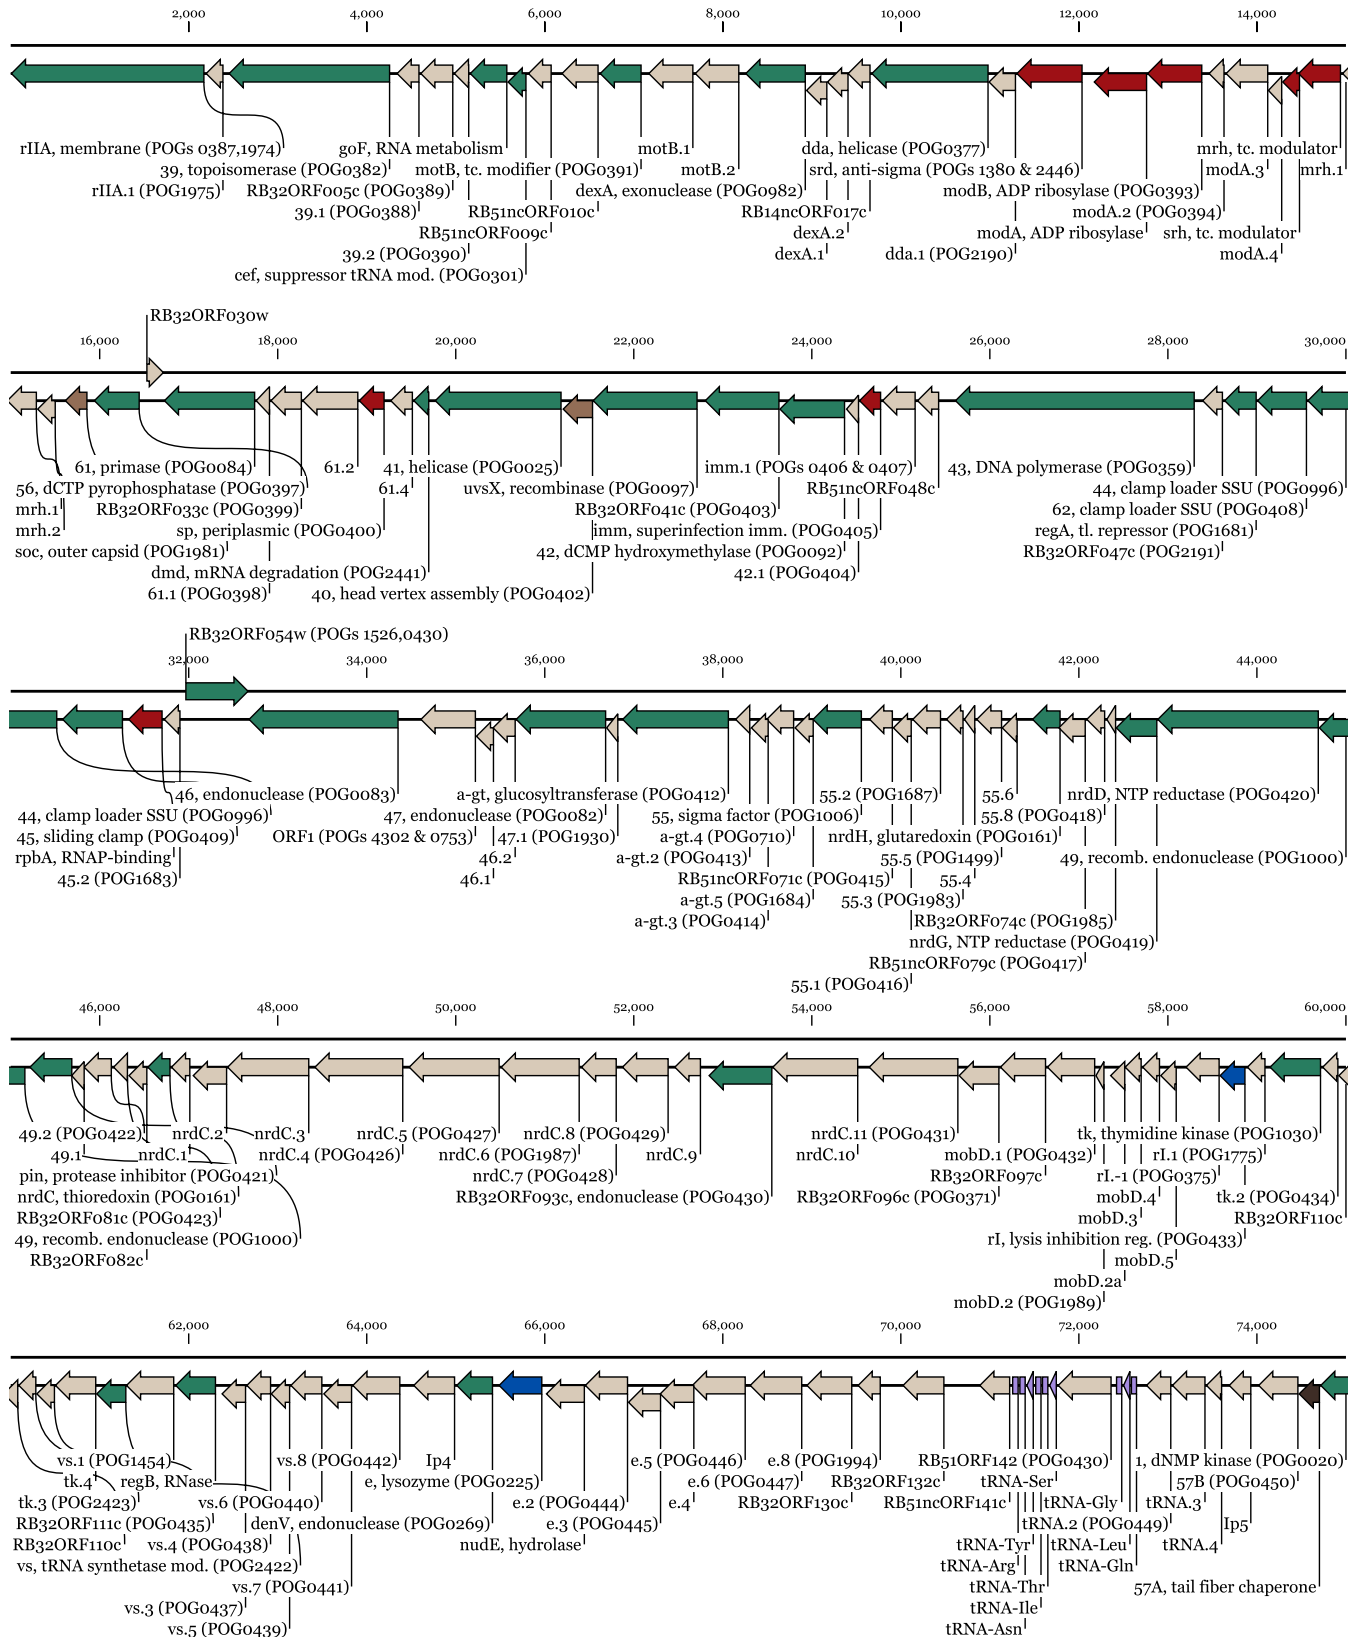 2,000 4,000 6,000 8,000 10,000 12,000 14,000
rIIA, membrane (POGs 0387,1974) goF, RNA metabolism motB.1 dda, helicase (POG0377) mrh, tc. modulator
39, topoisomerase (POG0382) motB, tc. modifier (POG0391) motB.2 srd, anti-sigma (POGs 1380 & 2446) modA.3 mrh.1
rIIA.1 (POG1975) RB32ORF005c (POG0389) dexA, exonuclease (POG0982) modB, ADP ribosylase (POG0393)
39.1 (POG0388) RB51ncORF010c RB14ncORF017c modA.2 (POG0394)
RB51ncORF009c dexA.2 modA, ADP ribosylase srh, tc. modulator
39.2 (POG0390) dexA.1 dda.1 (POG2190) modA.4
cef, suppressor tRNA mod. (POG0301)
RB32ORF030w
16,000 18,000 20,000 22,000 24,000 26,000 28,000 30,000
61, primase (POG0084) 61.2 41, helicase (POG0025) imm.1 (POGs 0406 & 0407) 43, DNA polymerase (POG0359)
56, dCTP pyrophosphatase (POG0397) 61.4 uvsX, recombinase (POG0097) RB51ncORF048c 44, clamp loader SSU (POG0996)
mrh.1 RB32ORF033c (POG0399) RB32ORF041c (POG0403) 62, clamp loader SSU (POG0408)
mrh.2 sp, periplasmic (POG0400) imm, superinfection imm. (POG0405) regA, tl. repressor (POG1681)
soc, outer capsid (POG1981) 42, dCMP hydroxymethylase (POG0092) RB32ORF047c (POG2191)
dmd, mRNA degradation (POG2441) 42.1 (POG0404)
61.1 (POG0398) 40, head vertex assembly (POG0402)
RB32ORF054w (POGs 1526,0430)
32,000 34,000 36,000 38,000 40,000 42,000 44,000
46, endonuclease (POG0083) a-gt, glucosyltransferase (POG0412) 55.2 (POG1687) 55.6 nrdD, NTP reductase (POG0420)
44, clamp loader SSU (POG0996) 47, endonuclease (POG0082) 55, sigma factor (POG1006) 55.8 (POG0418)
45, sliding clamp (POG0409) ORF1 (POGs 4302 & 0753) 47.1 (POG1930) a-gt.4 (POG0710) nrdH, glutaredoxin (POG0161)
rpbA, RNAP-binding 46.2 a-gt.2 (POG0413) 55.5 (POG1499) 49, recomb. endonuclease (POG1000)
45.2 (POG1683) 46.1 RB51ncORF071c (POG0415) 55.4
a-gt.5 (POG1684) 55.3 (POG1983)
a-gt.3 (POG0414) RB32ORF074c (POG1985)
nrdG, NTP reductase (POG0419)
RB51ncORF079c (POG0417)
55.1 (POG0416)
46,000 48,000 50,000 52,000 54,000 56,000 58,000 60,000
49.2 (POG0422) nrdC.2 nrdC.3 nrdC.5 (POG0427) nrdC.8 (POG0429) nrdC.11 (POG0431) tk, thymidine kinase (POG1030)
49.1 nrdC.1 nrdC.4 (POG0426) nrdC.6 (POG1987) nrdC.9 nrdC.10 mobD.1 (POG0432) rI.1 (POG1775)
pin, protease inhibitor (POG0421) nrdC.7 (POG0428) RB32ORF097c rI.-1 (POG0375)
nrdC, thioredoxin (POG0161) RB32ORF093c, endonuclease (POG0430) RB32ORF096c (POG0371) mobD.4 tk.2 (POG0434)
RB32ORF081c (POG0423) mobD.3 RB32ORF110c
49, recomb. endonuclease (POG1000) rI, lysis inhibition reg. (POG0433)
RB32ORF082c mobD.5
mobD.2a
mobD.2 (POG1989)
62,000 64,000 66,000 68,000 70,000 72,000 74,000
vs.1 (POG1454) vs.8 (POG0442) Ip4 e.5 (POG0446) e.8 (POG1994) RB51ORF142 (POG0430) 1, dNMP kinase (POG0020)
tk.4 regB, RNase e, lysozyme (POG0225) e.6 (POG0447) RB32ORF132c tRNA-Ser 57B (POG0450)
tk.3 (POG2423) vs.6 (POG0440) e.2 (POG0444) e.4 RB32ORF130c RB51ncORF141c tRNA-Gly tRNA.3
RB32ORF111c (POG0435) denV, endonuclease (POG0269) e.3 (POG0445) tRNA.2 (POG0449) Ip5
RB32ORF110c vs.4 (POG0438) nudE, hydrolase tRNA-Tyr tRNA-Leu tRNA.4
vs, tRNA synthetase mod. (POG2422) tRNA-Arg tRNA-Gln
vs.7 (POG0441) tRNA-Thr 57A, tail fiber chaperone
vs.3 (POG0437) tRNA-Ile
vs.5 (POG0439) tRNA-Asn